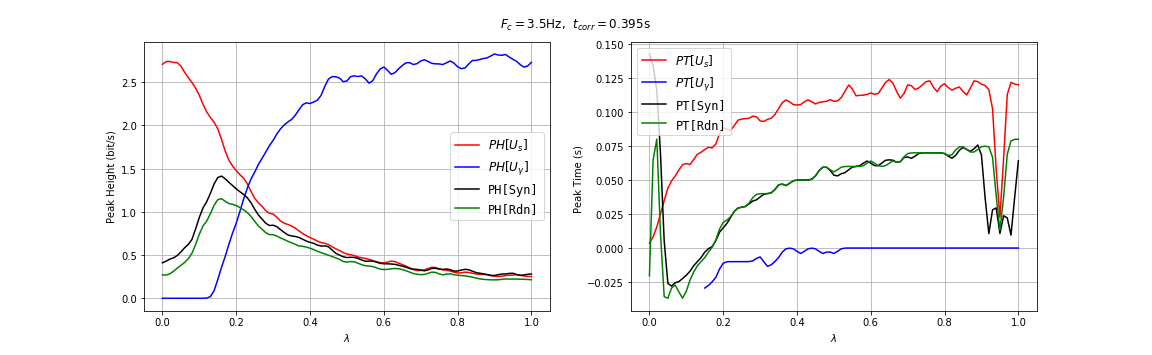 F_c = 3.5Hz, t_corr = 0.395s
Peak Height (bit/s)
2.5
2.0
1.5
1.0
0.5
0.0
PH[U_s]
PH[U_γ]
PH[Syn]
PH[Rdn]
0.0 0.2 0.4 0.6 0.8 1.0
λ
Peak Time (s)
0.150
0.125
0.100
0.075
0.050
0.025
0.000
−0.025
PT[U_s]
PT[U_γ]
PT[Syn]
PT[Rdn]
0.0 0.2 0.4 0.6 0.8 1.0
λ